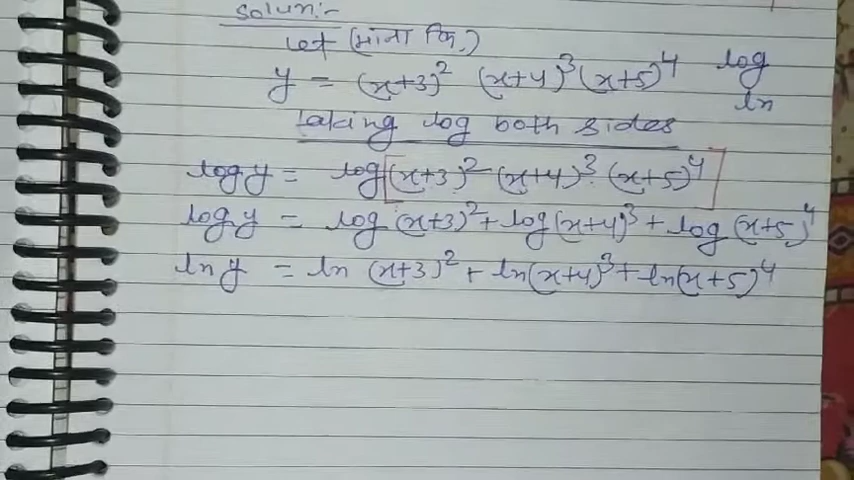 Solun:-
Let (माना कि.)
y = (x+3)² (x+4)³ (x+5)⁴ log
ln
taking log both sides
log y = log[(x+3)² (x+4)³ (x+5)⁴]
log y = log (x+3)² + log(x+4)³ + log (x+5)⁴
ln y = ln (x+3)² + ln(x+4)³ + ln(x+5)⁴